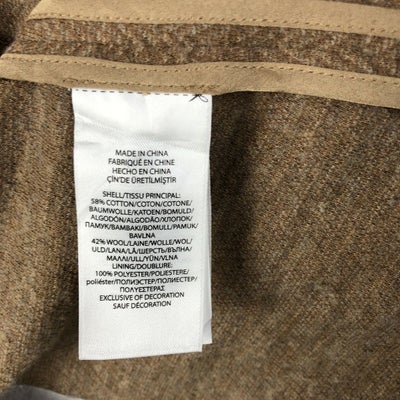 MADE IN CHINA
FABRIQUÉ EN CHINE
HECHO EN CHINA
ÇİN'DE ÜRETİLMİŞTİR
SHELL/TISSU PRINCIPAL:
58% COTTON/COTON/COTONE/
BAUMWOLLE/KATOEN/BOMULD/
ALGODÓN/ALGODÃO/ХЛОПОК/
ПАМУК/ΒΑΜΒΑΚΙ/BOMULL/PAMUK/
BAVLNA
42% WOOL/LAINE/WOLLE/WOL/
ULD/LANA/LÃ/ШЕРСТЬ/ВЪЛНА/
ΜΑΛΛΙ/ULL/YÜN/VLNA
LINING/DOUBLURE:
100% POLYESTER/POLIESTERE/
poliéster/ПОЛИЭСТЕР/ПОЛИЕСТЕР/
ΠΟΛΥΕΣΤΕΡΑΣ
EXCLUSIVE OF DECORATION
SAUF DÉCORATION